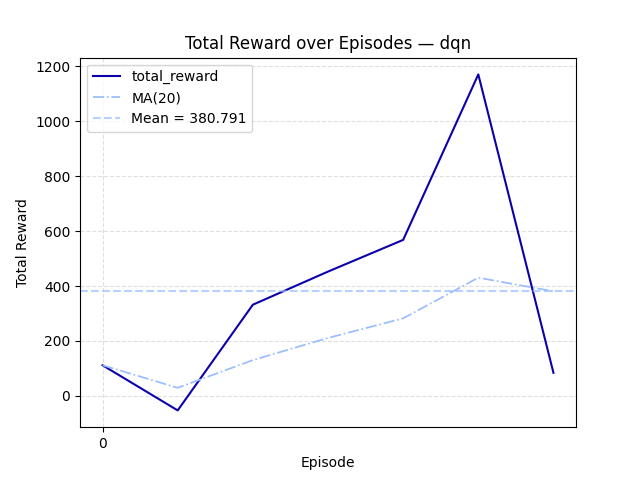 Total Reward over Episodes — dqn
total_reward
MA(20)
Mean = 380.791
1200
1000
800
600
400
200
0
Total Reward
0
Episode